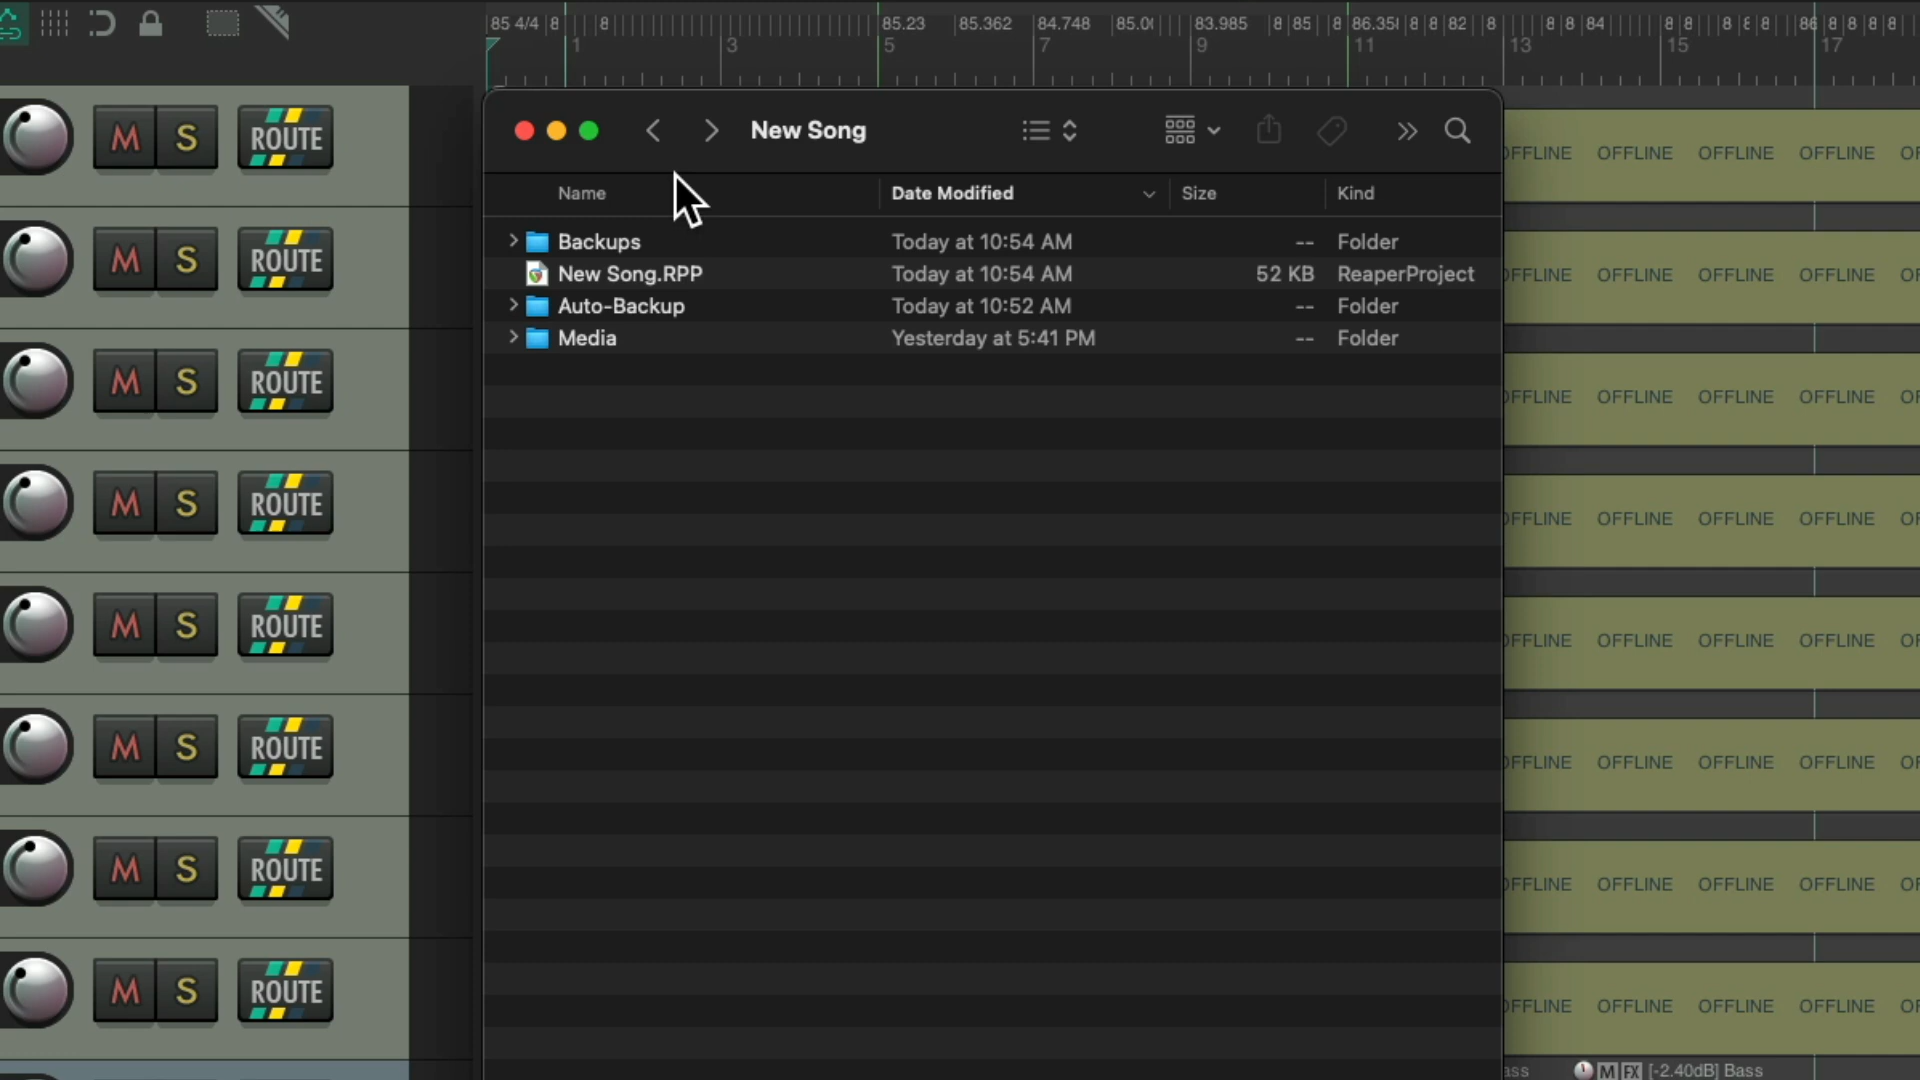 85 4/4 8 8 85.23 85.362 84.748 83.985 8 85 8 8 8 82 8 8 8 84 8 8 8 8 8 8 8 8
1 3 5 7 9 11 13 15 17
New Song
M S ROUTE OFFLINE OFFLINE OFFLINE
Name Date Modified Size Kind
Backups Today at 10:54 AM -- Folder
M S ROUTE New Song.RPP Today at 10:54 AM 52 KB ReaperProject OFFLINE OFFLINE OFFLINE
Auto-Backup Today at 10:52 AM -- Folder
Media Yesterday at 5:41 PM -- Folder
M S ROUTE OFFLINE OFFLINE OFFLINE
M S ROUTE OFFLINE OFFLINE OFFLINE
M S ROUTE OFFLINE OFFLINE OFFLINE
M S ROUTE OFFLINE OFFLINE OFFLINE
M S ROUTE OFFLINE OFFLINE OFFLINE
M S ROUTE OFFLINE OFFLINE OFFLINE
M FX [-2.40dB] Bass